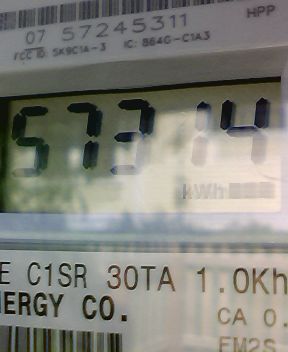 HPP
07 57245311
FCC ID: SK9C1A-3 IC: 864G-C1A3
57314
kWh
E C1SR 30TA 1.0Kh
NERGY CO.
CA 0.
FM2S